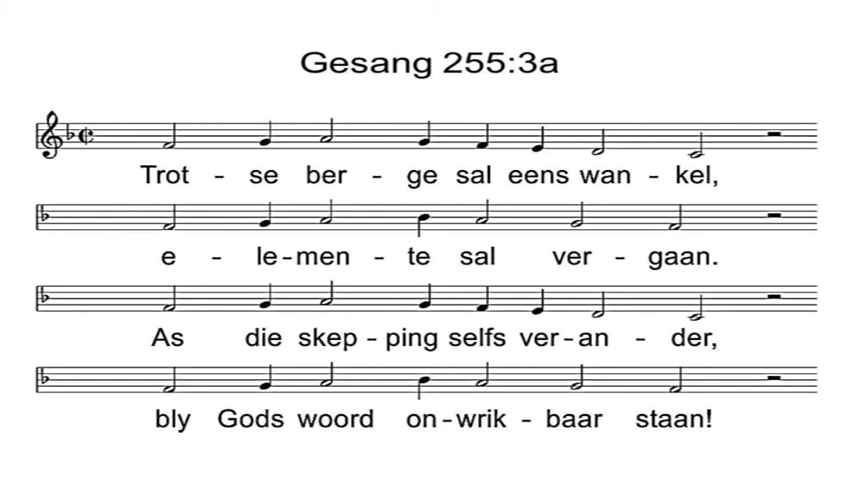 Gesang 255:3a
Trot - se ber - ge sal eens wan - kel,
e - le - men - te sal ver - gaan.
As die skep - ping selfs ver - an - der,
bly Gods woord on - wrik - baar staan!